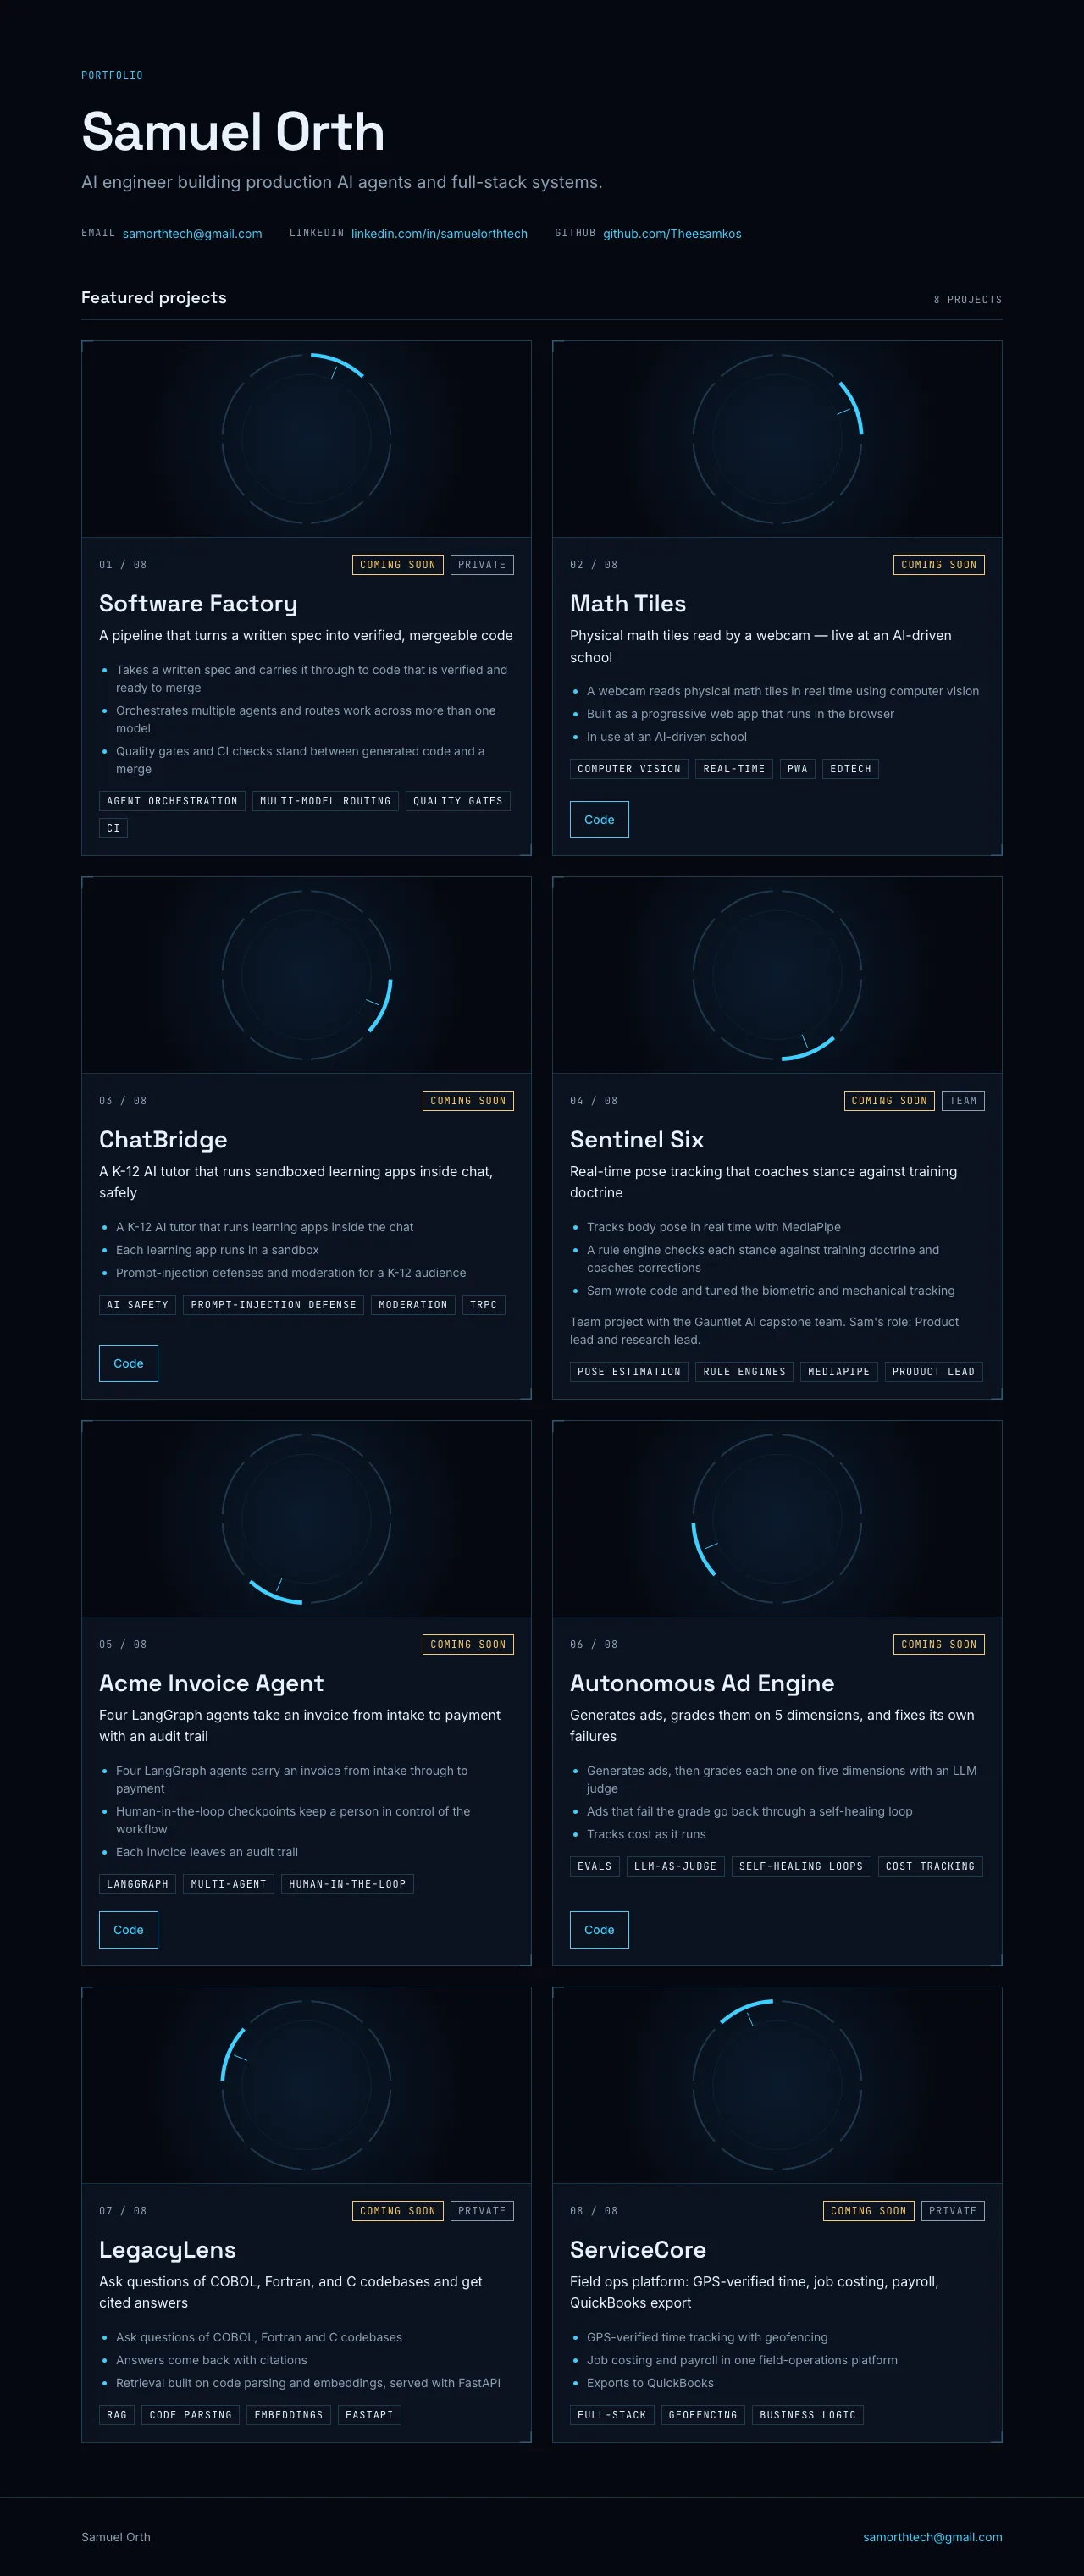 PORTFOLIO
Samuel Orth
AI engineer building production AI agents and full-stack systems.
EMAIL samorthtech@gmail.com LINKEDIN linkedin.com/in/samuelorthtech GITHUB github.com/Theesamkos
Featured projects
8 PROJECTS
01 / 08
COMING SOON
PRIVATE
Software Factory
A pipeline that turns a written spec into verified, mergeable code
Takes a written spec and carries it through to code that is verified and
ready to merge
Orchestrates multiple agents and routes work across more than one
model
Quality gates and CI checks stand between generated code and a
merge
AGENT ORCHESTRATION MULTI-MODEL ROUTING QUALITY GATES
CI
02 / 08
COMING SOON
Math Tiles
Physical math tiles read by a webcam — live at an AI-driven
school
A webcam reads physical math tiles in real time using computer vision
Built as a progressive web app that runs in the browser
In use at an AI-driven school
COMPUTER VISION REAL-TIME PWA EDTECH
Code
03 / 08
COMING SOON
ChatBridge
A K-12 AI tutor that runs sandboxed learning apps inside chat,
safely
A K-12 AI tutor that runs learning apps inside the chat
Each learning app runs in a sandbox
Prompt-injection defenses and moderation for a K-12 audience
AI SAFETY PROMPT-INJECTION DEFENSE MODERATION TRPC
Code
04 / 08
COMING SOON
TEAM
Sentinel Six
Real-time pose tracking that coaches stance against training
doctrine
Tracks body pose in real time with MediaPipe
A rule engine checks each stance against training doctrine and
coaches corrections
Sam wrote code and tuned the biometric and mechanical tracking
Team project with the Gauntlet AI capstone team. Sam's role: Product
lead and research lead.
POSE ESTIMATION RULE ENGINES MEDIAPIPE PRODUCT LEAD
05 / 08
COMING SOON
Acme Invoice Agent
Four LangGraph agents take an invoice from intake to payment
with an audit trail
Four LangGraph agents carry an invoice from intake through to
payment
Human-in-the-loop checkpoints keep a person in control of the
workflow
Each invoice leaves an audit trail
LANGGRAPH MULTI-AGENT HUMAN-IN-THE-LOOP
Code
06 / 08
COMING SOON
Autonomous Ad Engine
Generates ads, grades them on 5 dimensions, and fixes its own
failures
Generates ads, then grades each one on five dimensions with an LLM
judge
Ads that fail the grade go back through a self-healing loop
Tracks cost as it runs
EVALS LLM-AS-JUDGE SELF-HEALING LOOPS COST TRACKING
Code
07 / 08
COMING SOON
PRIVATE
LegacyLens
Ask questions of COBOL, Fortran, and C codebases and get
cited answers
Ask questions of COBOL, Fortran and C codebases
Answers come back with citations
Retrieval built on code parsing and embeddings, served with FastAPI
RAG CODE PARSING EMBEDDINGS FASTAPI
08 / 08
COMING SOON
PRIVATE
ServiceCore
Field ops platform: GPS-verified time, job costing, payroll,
QuickBooks export
GPS-verified time tracking with geofencing
Job costing and payroll in one field-operations platform
Exports to QuickBooks
FULL-STACK GEOFENCING BUSINESS LOGIC
Samuel Orth
samorthtech@gmail.com